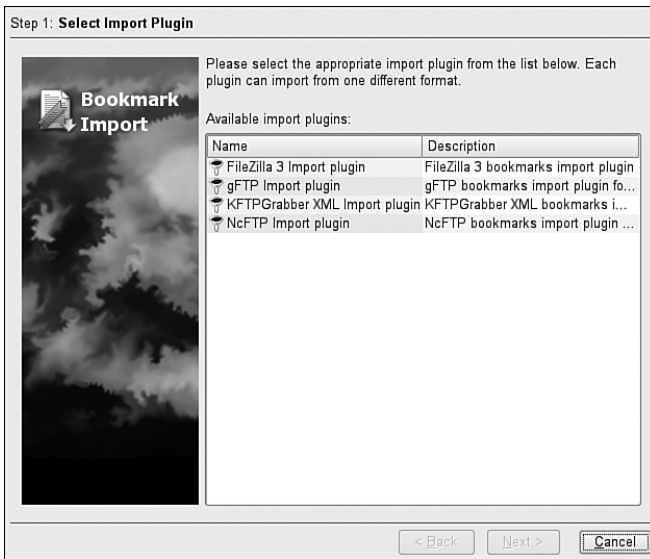 Step 1: Select Import Plugin
Bookmark
Import
Please select the appropriate import plugin from the list below. Each
plugin can import from one different format.
Available import plugins:
Name Description
FileZilla 3 Import plugin FileZilla 3 bookmarks import plugin
gFTP Import plugin gFTP bookmarks import plugin fo...
KFTPGrabber XML Import plugin KFTPGrabber XML bookmarks i...
NcFTP Import plugin NcFTP bookmarks import plugin ...
< Back Next > Cancel